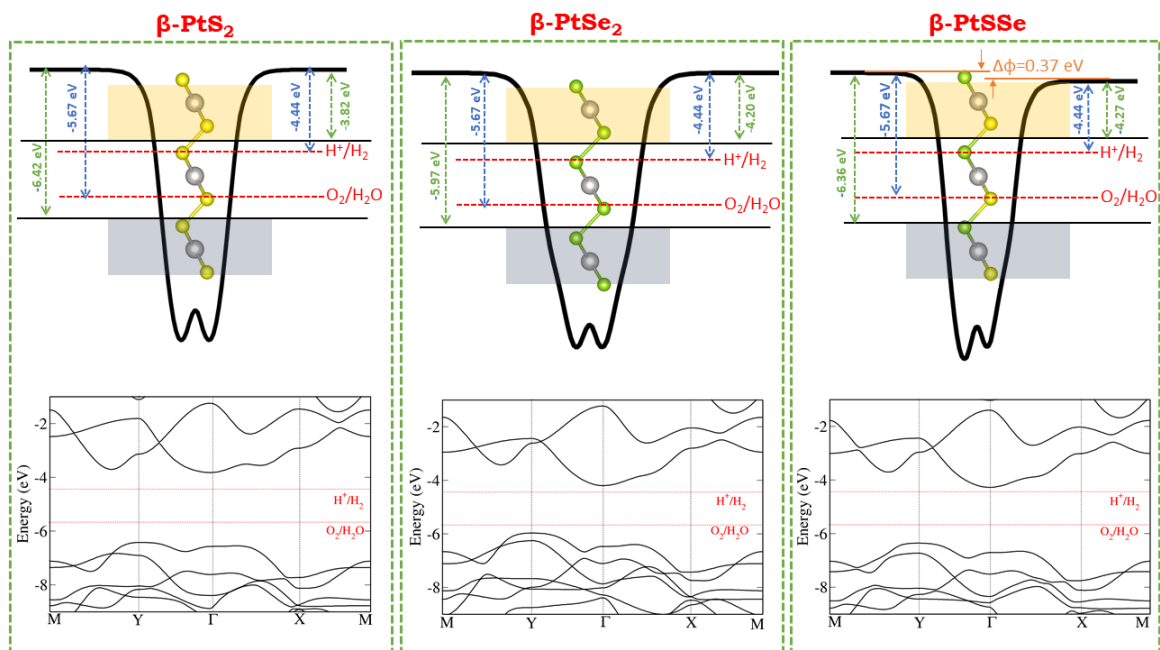 β-PtS₂
-6.42 eV
-5.67 eV
-4.44 eV
-3.82 eV
H⁺/H₂
O₂/H₂O
-2
-4
-6
-8
Energy (eV)
H⁺/H₂
O₂/H₂O
M Y Γ X M
β-PtSe₂
-5.97 eV
-5.67 eV
-4.44 eV
-4.20 eV
H⁺/H₂
O₂/H₂O
-2
-4
-6
-8
Energy (eV)
H⁺/H₂
O₂/H₂O
M Y Γ X M
β-PtSSe
Δϕ=0.37 eV
-6.36 eV
-5.67 eV
-4.44 eV
-4.27 eV
H⁺/H₂
O₂/H₂O
-2
-4
-6
-8
Energy (eV)
H⁺/H₂
O₂/H₂O
M Y Γ X M